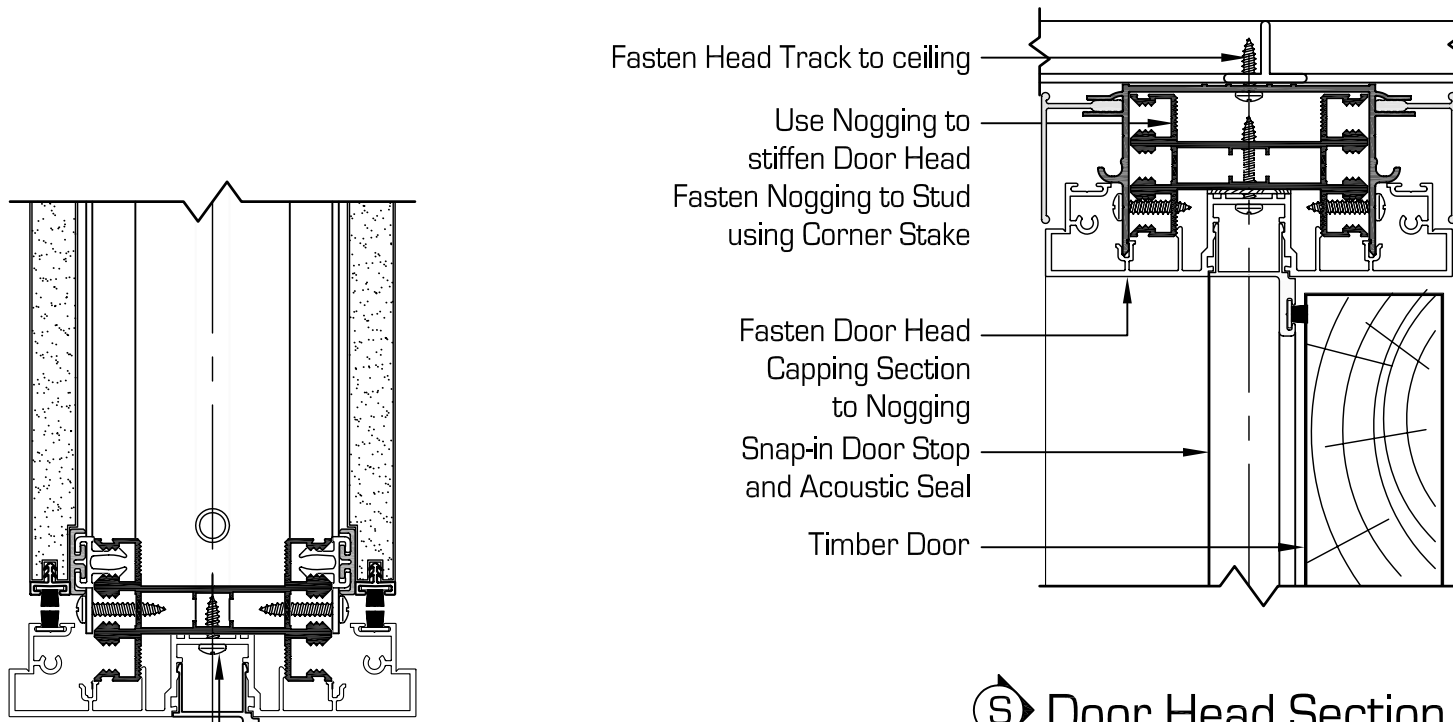 Fasten Head Track to ceiling
Use Nogging to
stiffen Door Head
Fasten Nogging to Stud
using Corner Stake
Fasten Door Head
Capping Section
to Nogging
Snap-in Door Stop
and Acoustic Seal
Timber Door
S Door Head Section